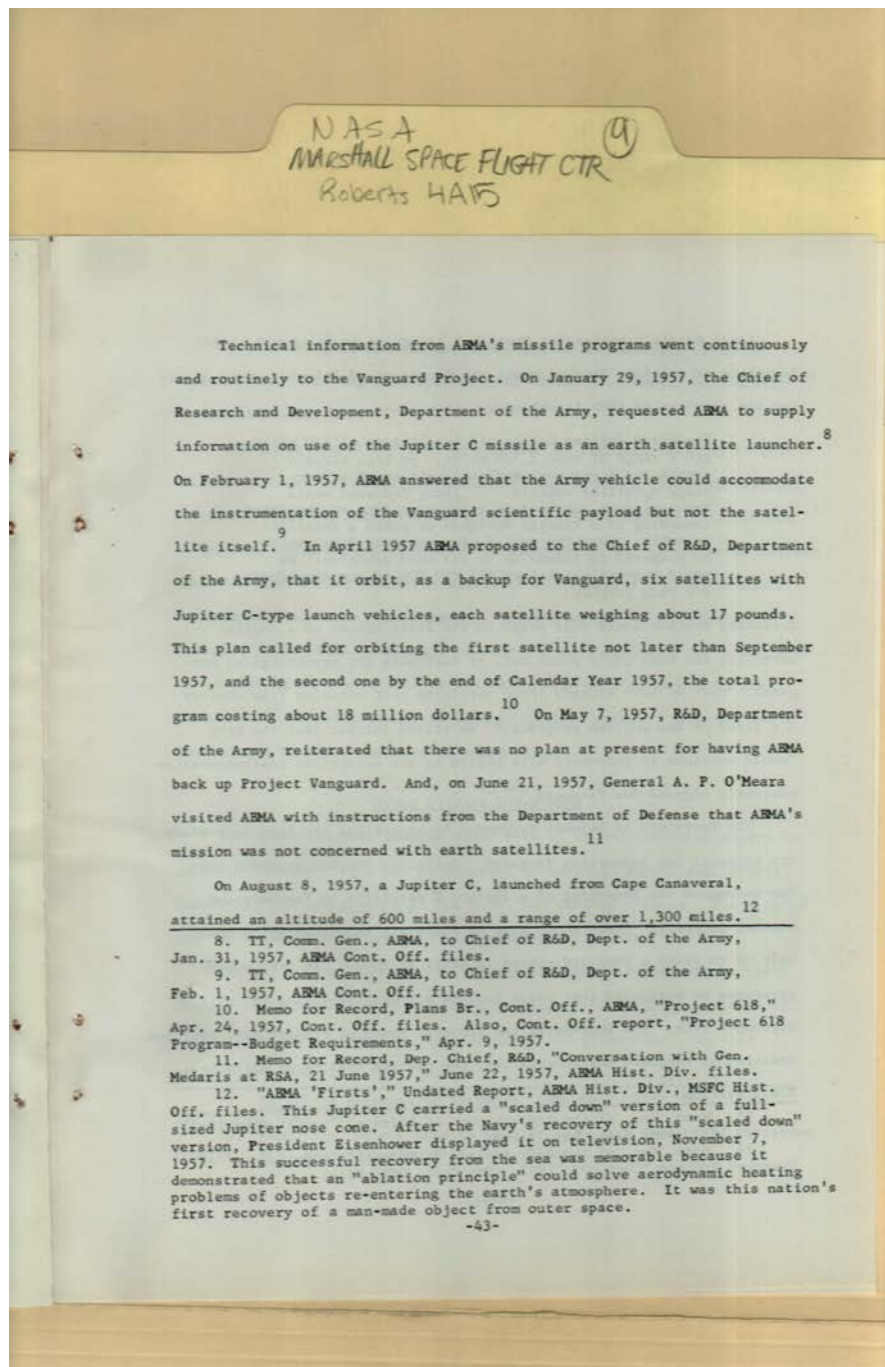 NASA
MARSHALL SPACE FLIGHT CTR
9
Roberts 4A15
Technical information from ABMA's missile programs went continuously
and routinely to the Vanguard Project. On January 29, 1957, the Chief of
Research and Development, Department of the Army, requested ABMA to supply
information on use of the Jupiter C missile as an earth satellite launcher.8
On February 1, 1957, ABMA answered that the Army vehicle could accommodate
the instrumentation of the Vanguard scientific payload but not the satel-
lite itself.9 In April 1957 ABMA proposed to the Chief of R&D, Department
of the Army, that it orbit, as a backup for Vanguard, six satellites with
Jupiter C-type launch vehicles, each satellite weighing about 17 pounds.
This plan called for orbiting the first satellite not later than September
1957, and the second one by the end of Calendar Year 1957, the total pro-
gram costing about 18 million dollars.10 On May 7, 1957, R&D, Department
of the Army, reiterated that there was no plan at present for having ABMA
back up Project Vanguard. And, on June 21, 1957, General A. P. O'Meara
visited ABMA with instructions from the Department of Defense that ABMA's
mission was not concerned with earth satellites.11
On August 8, 1957, a Jupiter C, launched from Cape Canaveral,
attained an altitude of 600 miles and a range of over 1,300 miles.12
8. TT, Comm. Gen., ABMA, to Chief of R&D, Dept. of the Army,
Jan. 31, 1957, ABMA Cont. Off. files.
9. TT, Comm. Gen., ABMA, to Chief of R&D, Dept. of the Army,
Feb. 1, 1957, ABMA Cont. Off. files.
10. Memo for Record, Plans Br., Cont. Off., ABMA, "Project 618,"
Apr. 24, 1957, Cont. Off. files. Also, Cont. Off. report, "Project 618
Program--Budget Requirements," Apr. 9, 1957.
11. Memo for Record, Dep. Chief, R&D, "Conversation with Gen.
Medaris at RSA, 21 June 1957," June 22, 1957, ABMA Hist. Div. files.
12. "ABMA 'Firsts'," Undated Report, ABMA Hist. Div., MSFC Hist.
Off. files. This Jupiter C carried a "scaled down" version of a full-
sized Jupiter nose cone. After the Navy's recovery of this "scaled down"
version, President Eisenhower displayed it on television, November 7,
1957. This successful recovery from the sea was memorable because it
demonstrated that an "ablation principle" could solve aerodynamic heating
problems of objects re-entering the earth's atmosphere. It was this nation's
first recovery of a man-made object from outer space.
-43-